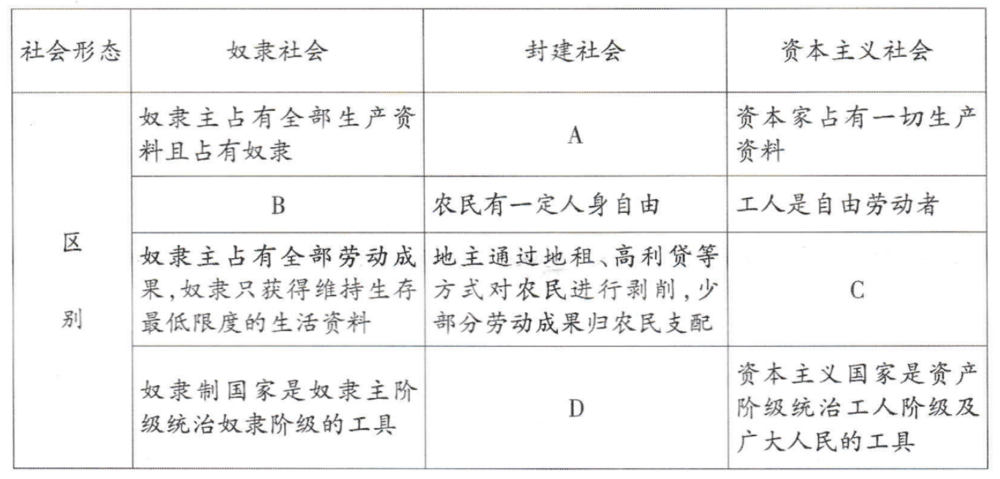 社会形态 奴隶社会 封建社会 资本主义社会
区
别
奴隶主占有全部生产资
料且占有奴隶
A
资本家占有一切生产
资料
B
农民有一定人身自由
工人是自由劳动者
奴隶主占有全部劳动成
果,奴隶只获得维持生存
最低限度的生活资料
地主通过地租、高利贷等
方式对农民进行剥削,少
部分劳动成果归农民支配
C
奴隶制国家是奴隶主阶
级统治奴隶阶级的工具
D
资本主义国家是资产
阶级统治工人阶级及
广大人民的工具